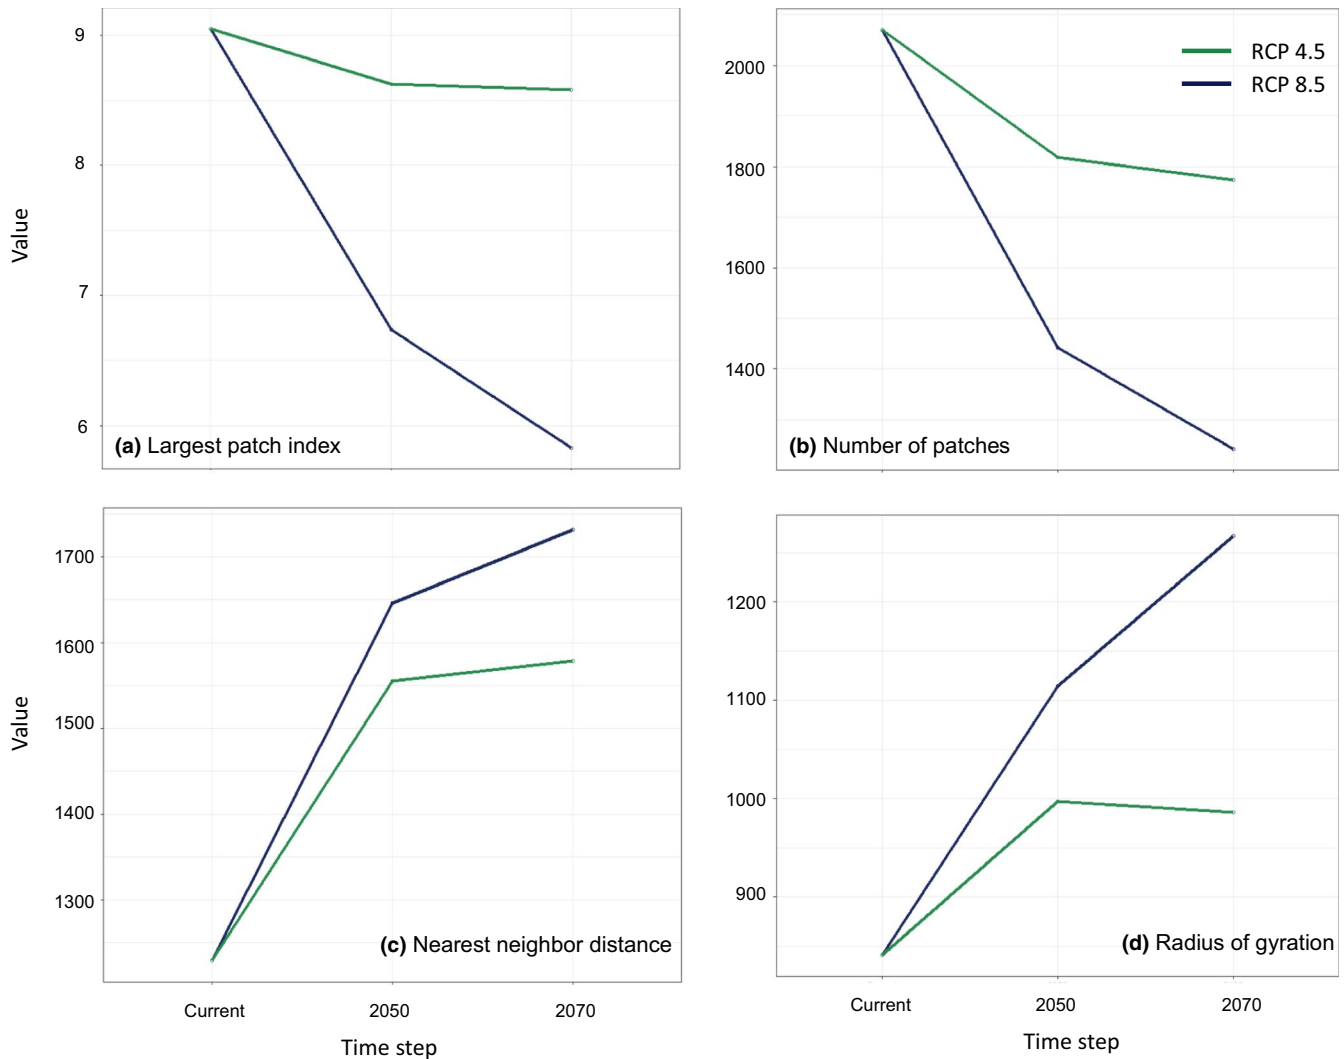 9
8
7
6
Value
(a) Largest patch index
2000
1800
1600
1400
RCP 4.5
RCP 8.5
(b) Number of patches
1700
1600
1500
1400
1300
Value
(c) Nearest neighbor distance
Current 2050 2070
Time step
1200
1100
1000
900
(d) Radius of gyration
Current 2050 2070
Time step